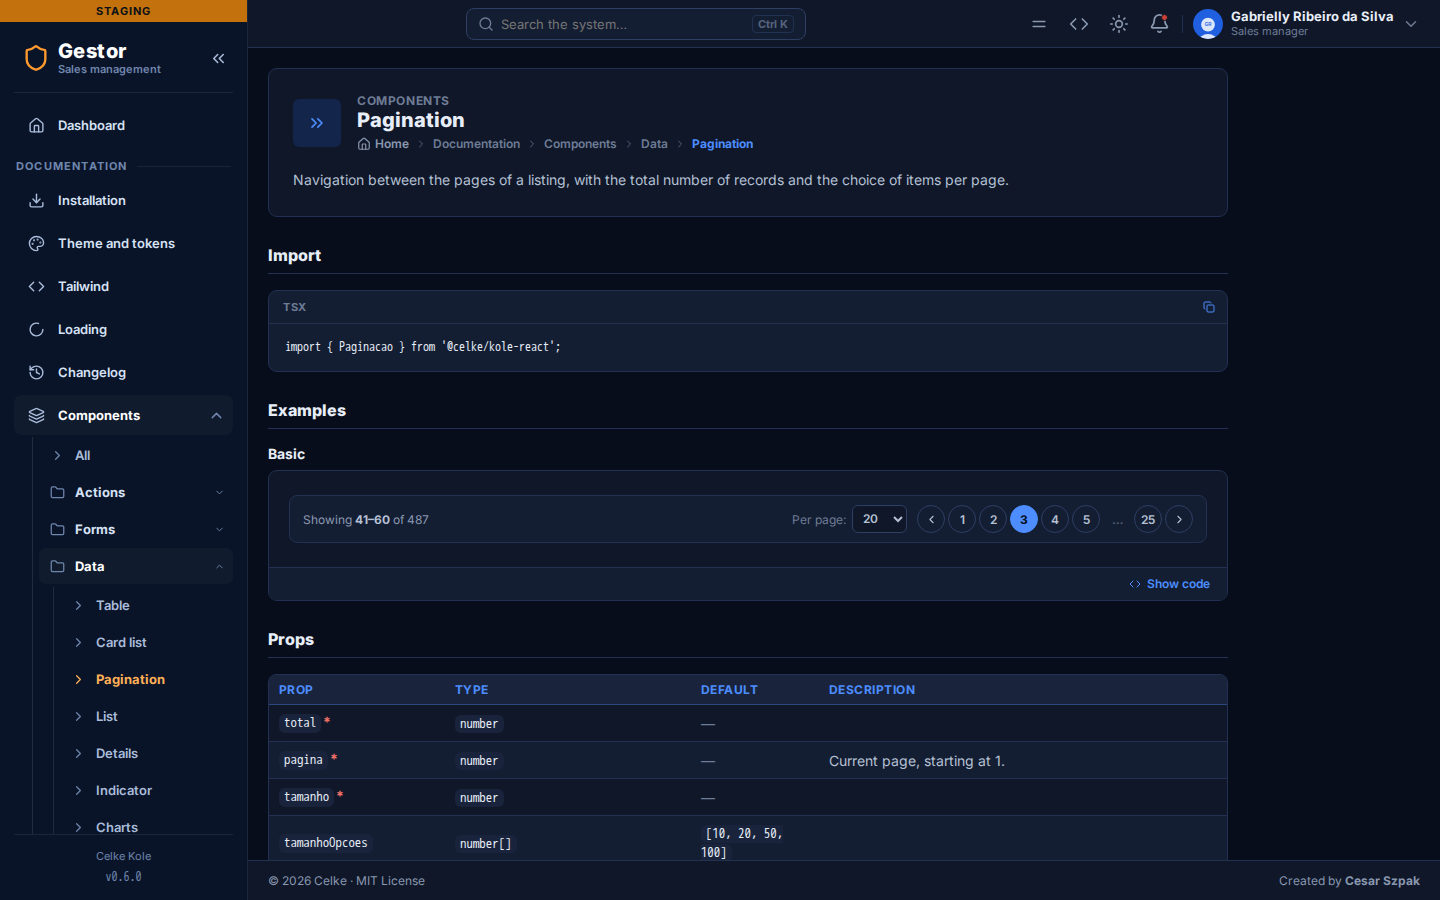 STAGING
Gestor
Sales management
Dashboard
DOCUMENTATION
Installation
Theme and tokens
Tailwind
Loading
Changelog
Components
All
Actions
Forms
Data
Table
Card list
Pagination
List
Details
Indicator
Charts
Celke Kole
v0.6.0
Search the system...
Ctrl K
GR
Gabrielly Ribeiro da Silva
Sales manager
COMPONENTS
Pagination
Home
Documentation
Components
Data
Pagination
Navigation between the pages of a listing, with the total number of records and the choice of items per page.
Import
TSX
import { Paginacao } from '@celke/kole-react';
Examples
Basic
Showing 41–60 of 487
Per page: 20
1 2 3 4 5 … 25
Show code
Props
PROP TYPE DEFAULT DESCRIPTION
total * number —
pagina * number — Current page, starting at 1.
tamanho * number —
tamanhoOpcoes number[] [10, 20, 50,
100]
© 2026 Celke · MIT License
Created by Cesar Szpak